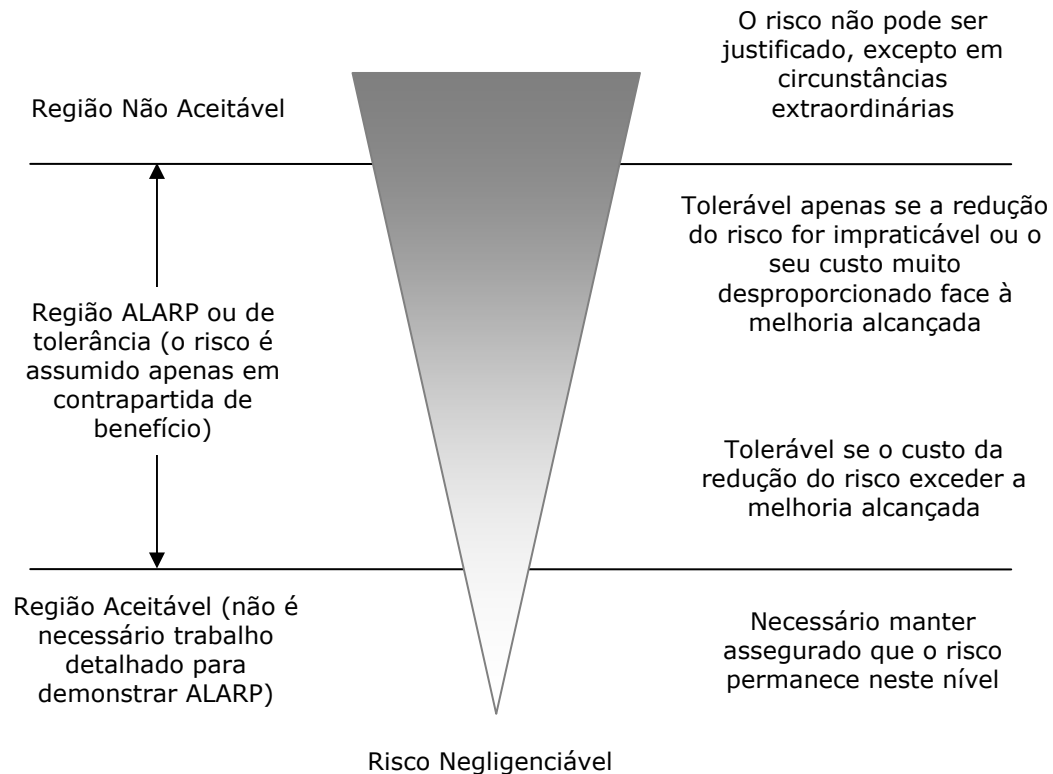 O risco não pode ser
justificado, excepto em
circunstâncias
extraordinárias
Região Não Aceitável
Tolerável apenas se a redução
do risco for impraticável ou o
seu custo muito
desproporcionado face à
melhoria alcançada
Região ALARP ou de
tolerância (o risco é
assumido apenas em
contrapartida de
benefício)
Tolerável se o custo da
redução do risco exceder a
melhoria alcançada
Região Aceitável (não é
necessário trabalho
detalhado para
demonstrar ALARP)
Necessário manter
assegurado que o risco
permanece neste nível
Risco Negligenciável